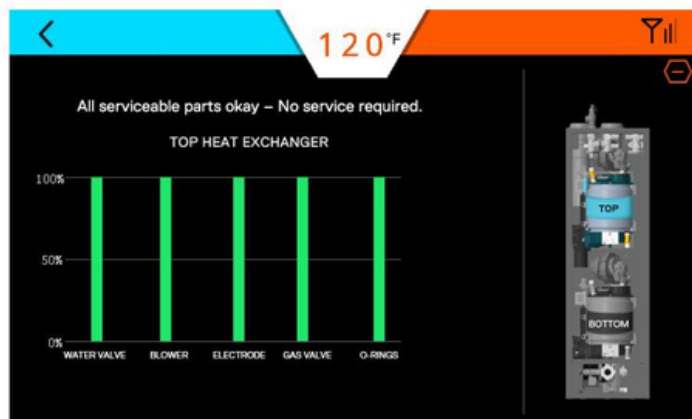 120°F
All serviceable parts okay – No service required.
TOP HEAT EXCHANGER
100%
50%
0%
WATER VALVE BLOWER ELECTRODE GAS VALVE O-RINGS
TOP
BOTTOM